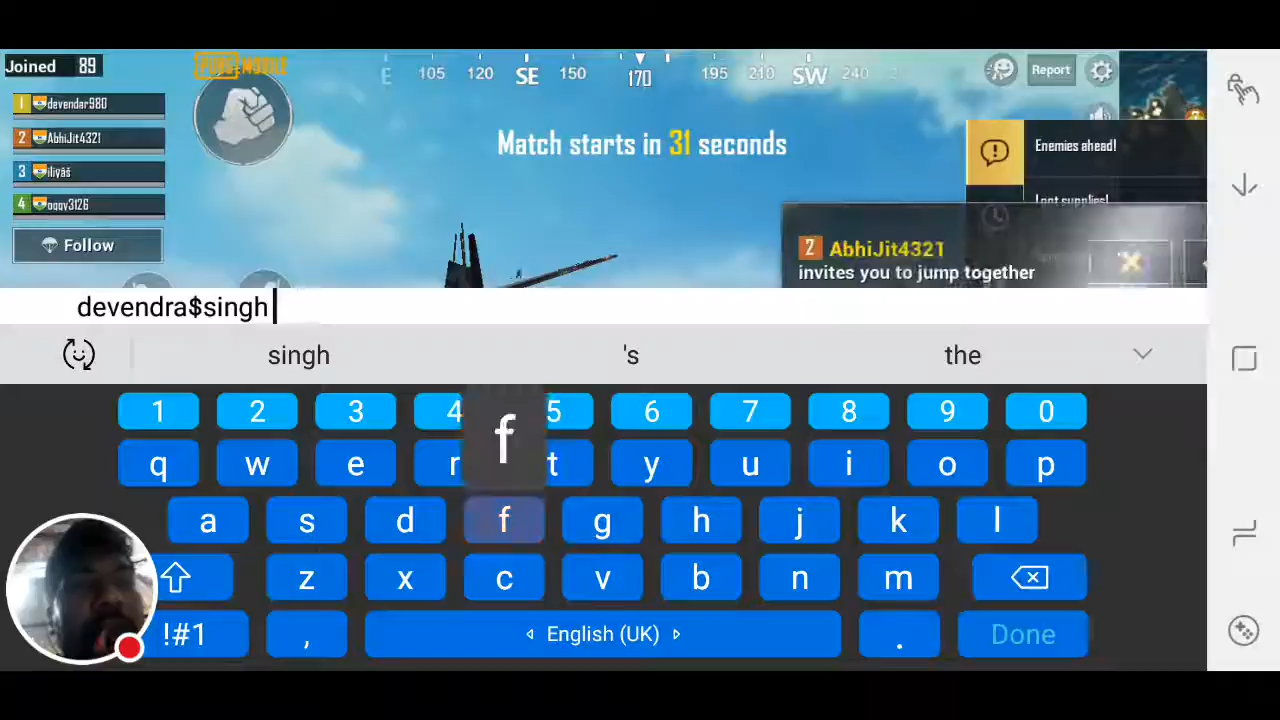 Joined 89
PUBG MOBILE
E 105 120 SE 150 170 195 210 SW 240
Report
1 devendar980
2 AbhiJit4321
3 iliyáš
4 oggy3126
Follow
Match starts in 31 seconds
Enemies ahead!
Loot supplies!
2 AbhiJit4321
invites you to jump together
devendra$singh
singh 's the
f
1 2 3 4 5 6 7 8 9 0
q w e r t y u i o p
a s d f g h j k l
z x c v b n m
!#1 , English (UK) . Done